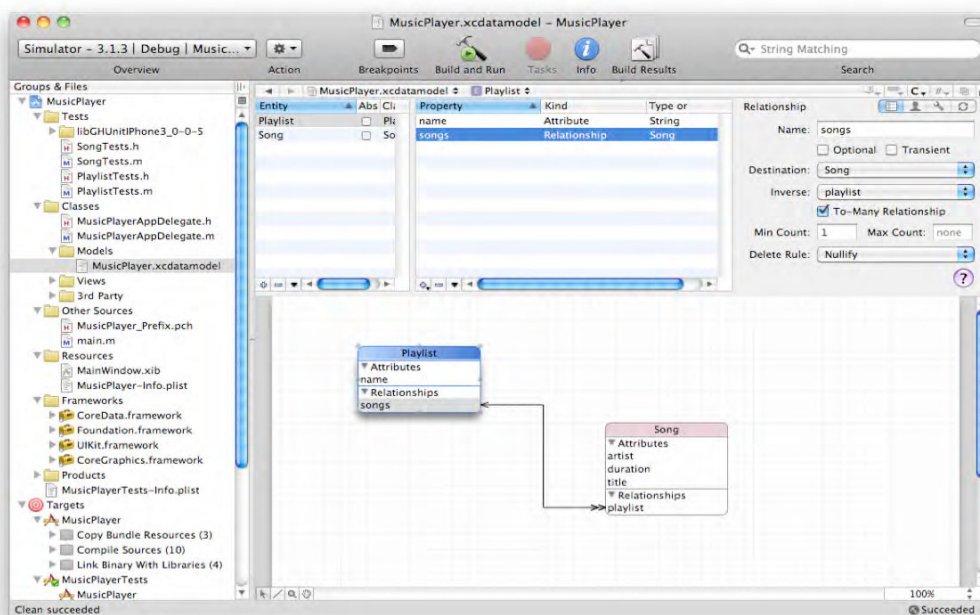 MusicPlayer.xcdatamodel – MusicPlayer
Simulator – 3.1.3 | Debug | Music...
String Matching
Overview
Action
Breakpoints
Build and Run
Tasks
Info
Build Results
Search
Groups & Files
MusicPlayer
Tests
libGHUnitIPhone3_0-0-5
SongTests.h
SongTests.m
PlaylistTests.h
PlaylistTests.m
Classes
MusicPlayerAppDelegate.h
MusicPlayerAppDelegate.m
Models
MusicPlayer.xcdatamodel
Views
3rd Party
Other Sources
MusicPlayer_Prefix.pch
main.m
Resources
MainWindow.xib
MusicPlayer-Info.plist
Frameworks
CoreData.framework
Foundation.framework
UIKit.framework
CoreGraphics.framework
Products
MusicPlayerTests-Info.plist
Targets
MusicPlayer
Copy Bundle Resources (3)
Compile Sources (10)
Link Binary With Libraries (4)
MusicPlayerTests
MusicPlayer
MusicPlayer.xcdatamodel
Playlist
Entity Abs Cl
Playlist Pla
Song So
Property Kind Type or
name Attribute String
songs Relationship Song
Relationship
Name: songs
Optional Transient
Destination: Song
Inverse: playlist
To-Many Relationship
Min Count: 1 Max Count: none
Delete Rule: Nullify
?
Playlist
Attributes
name
Relationships
songs
Song
Attributes
artist
duration
title
Relationships
playlist
100%
Clean succeeded
Succeeded